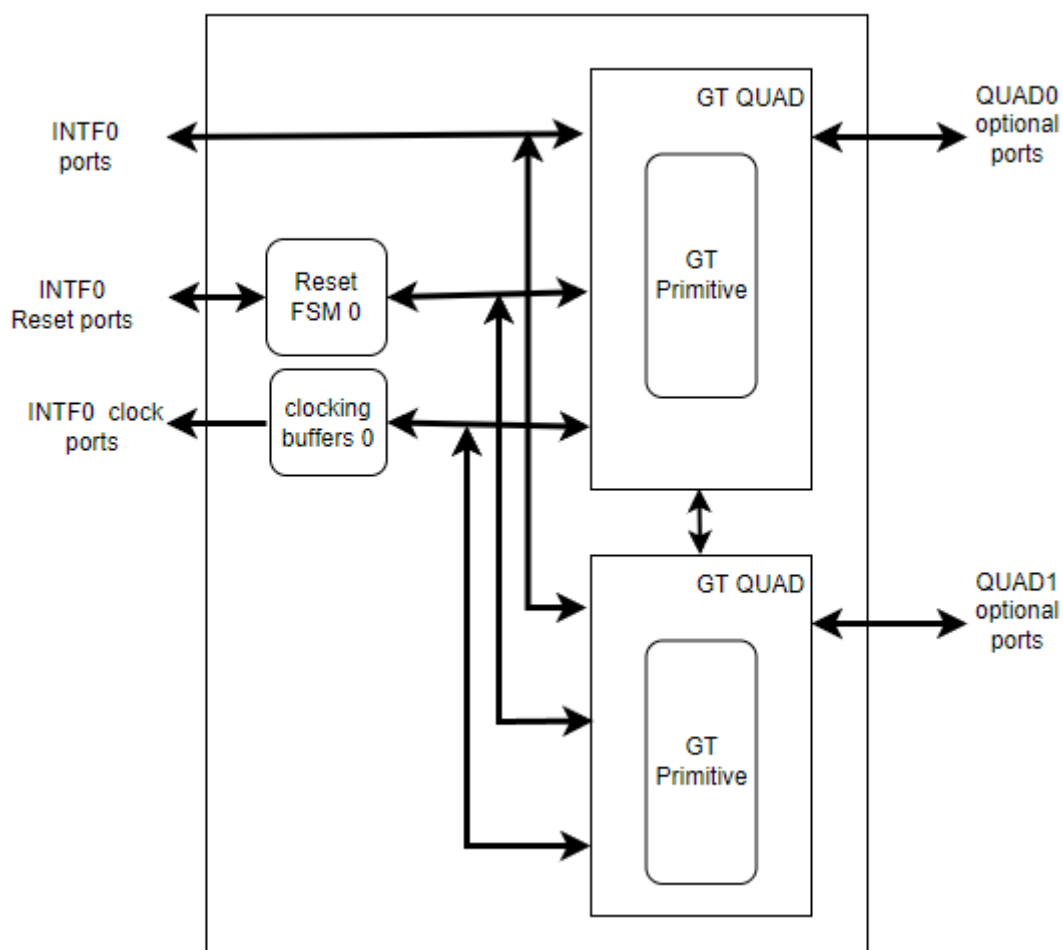 GT QUAD
QUAD0
optional
ports
INTF0
ports
GT
Primitive
INTF0
Reset ports
Reset
FSM 0
INTF0 clock
ports
clocking
buffers 0
GT QUAD
QUAD1
optional
ports
GT
Primitive